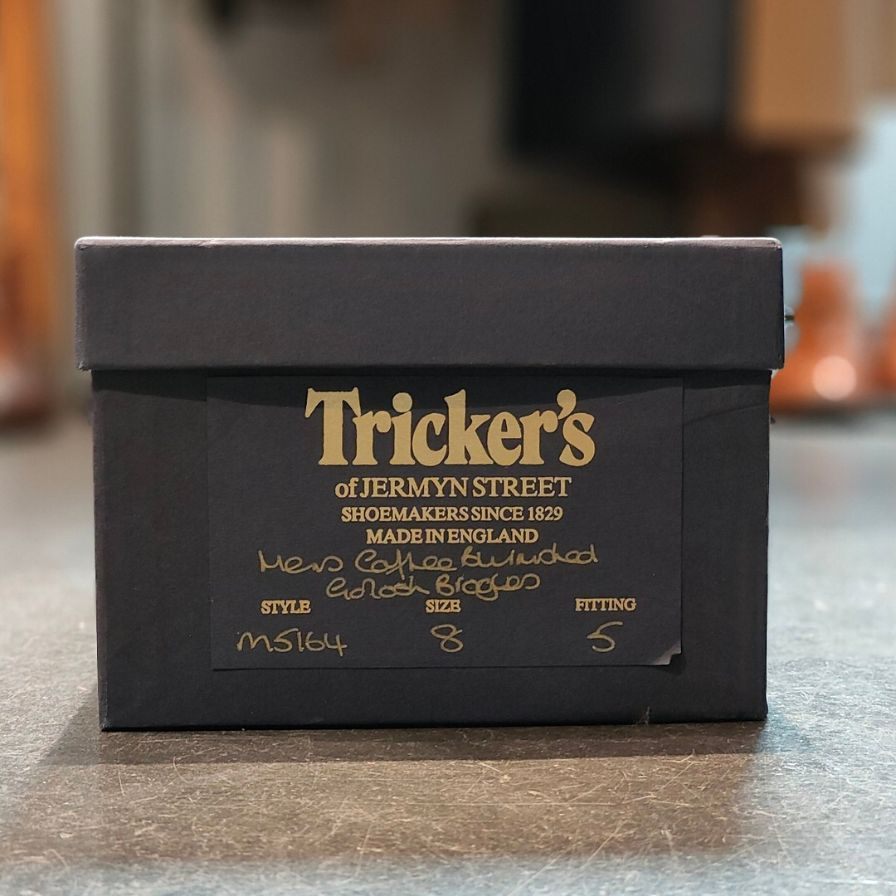 Tricker's
of JERMYN STREET
SHOEMAKERS SINCE 1829
MADE IN ENGLAND
Mens Coffee Burnished
Golosh Brogues
STYLE SIZE FITTING
M5164 8 5